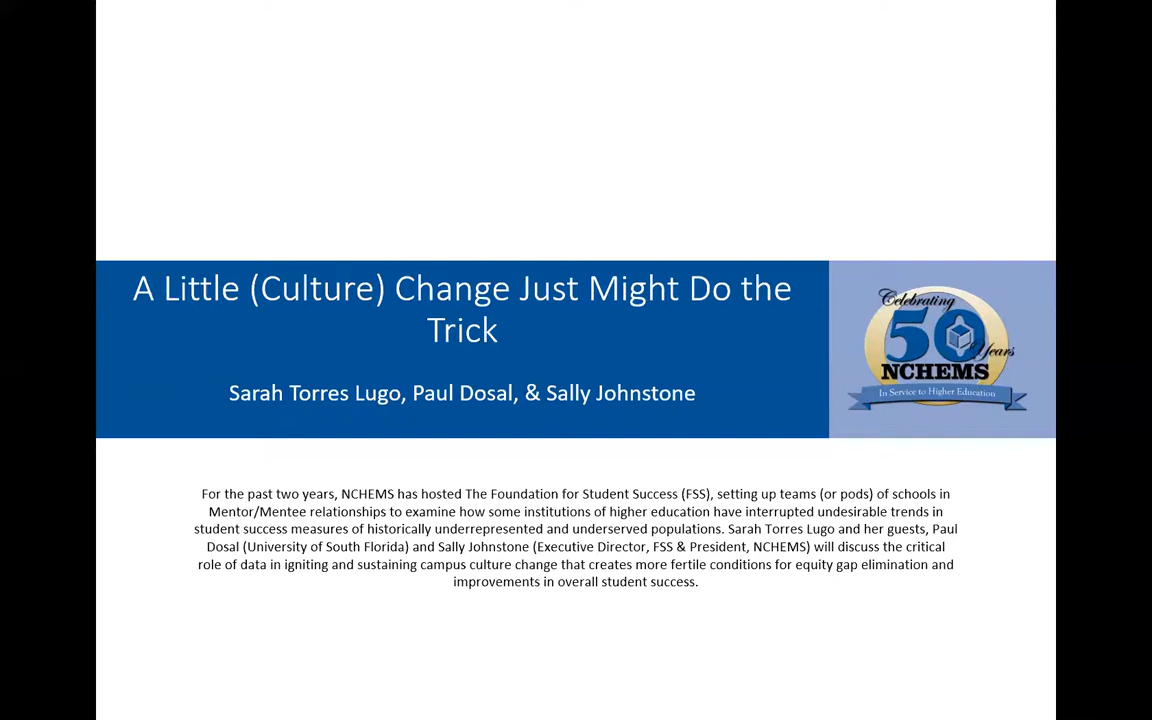 A Little (Culture) Change Just Might Do the
Trick
Sarah Torres Lugo, Paul Dosal, & Sally Johnstone
Celebrating
50
Years
NCHEMS
In Service to Higher Education
For the past two years, NCHEMS has hosted The Foundation for Student Success (FSS), setting up teams (or pods) of schools in
Mentor/Mentee relationships to examine how some institutions of higher education have interrupted undesirable trends in
student success measures of historically underrepresented and underserved populations. Sarah Torres Lugo and her guests, Paul
Dosal (University of South Florida) and Sally Johnstone (Executive Director, FSS & President, NCHEMS) will discuss the critical
role of data in igniting and sustaining campus culture change that creates more fertile conditions for equity gap elimination and
improvements in overall student success.